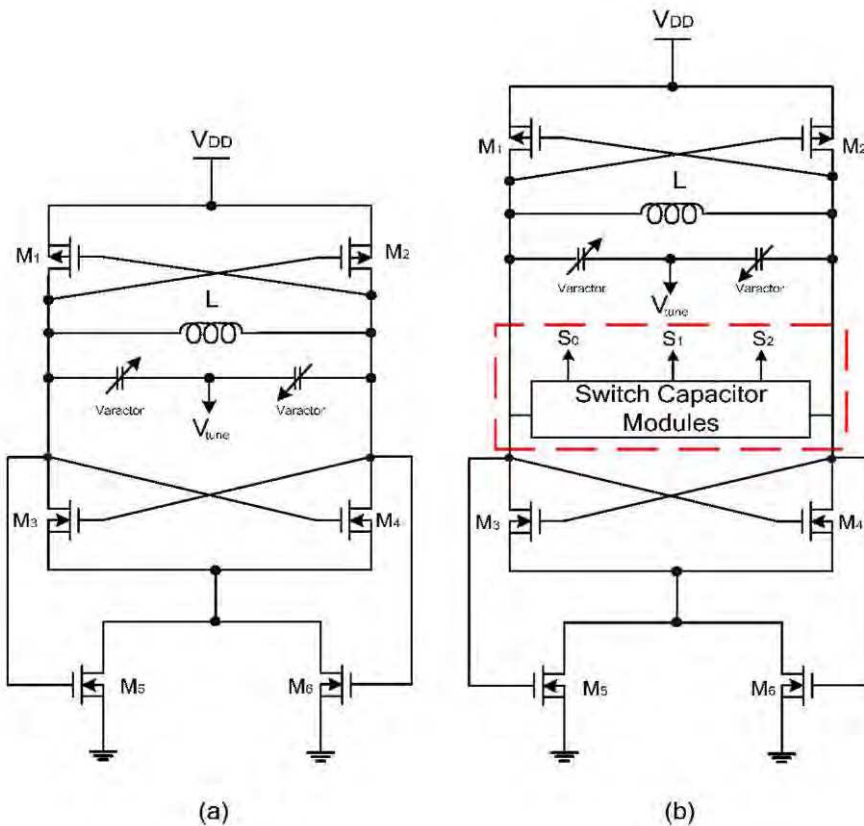 VDD
M1
M2
L
Varactor
Varactor
Vtune
M3
M4
M5
M6
(a)
VDD
M1
M2
L
Varactor
Varactor
Vtune
S0
S1
S2
Switch Capacitor
Modules
M3
M4
M5
M6
(b)